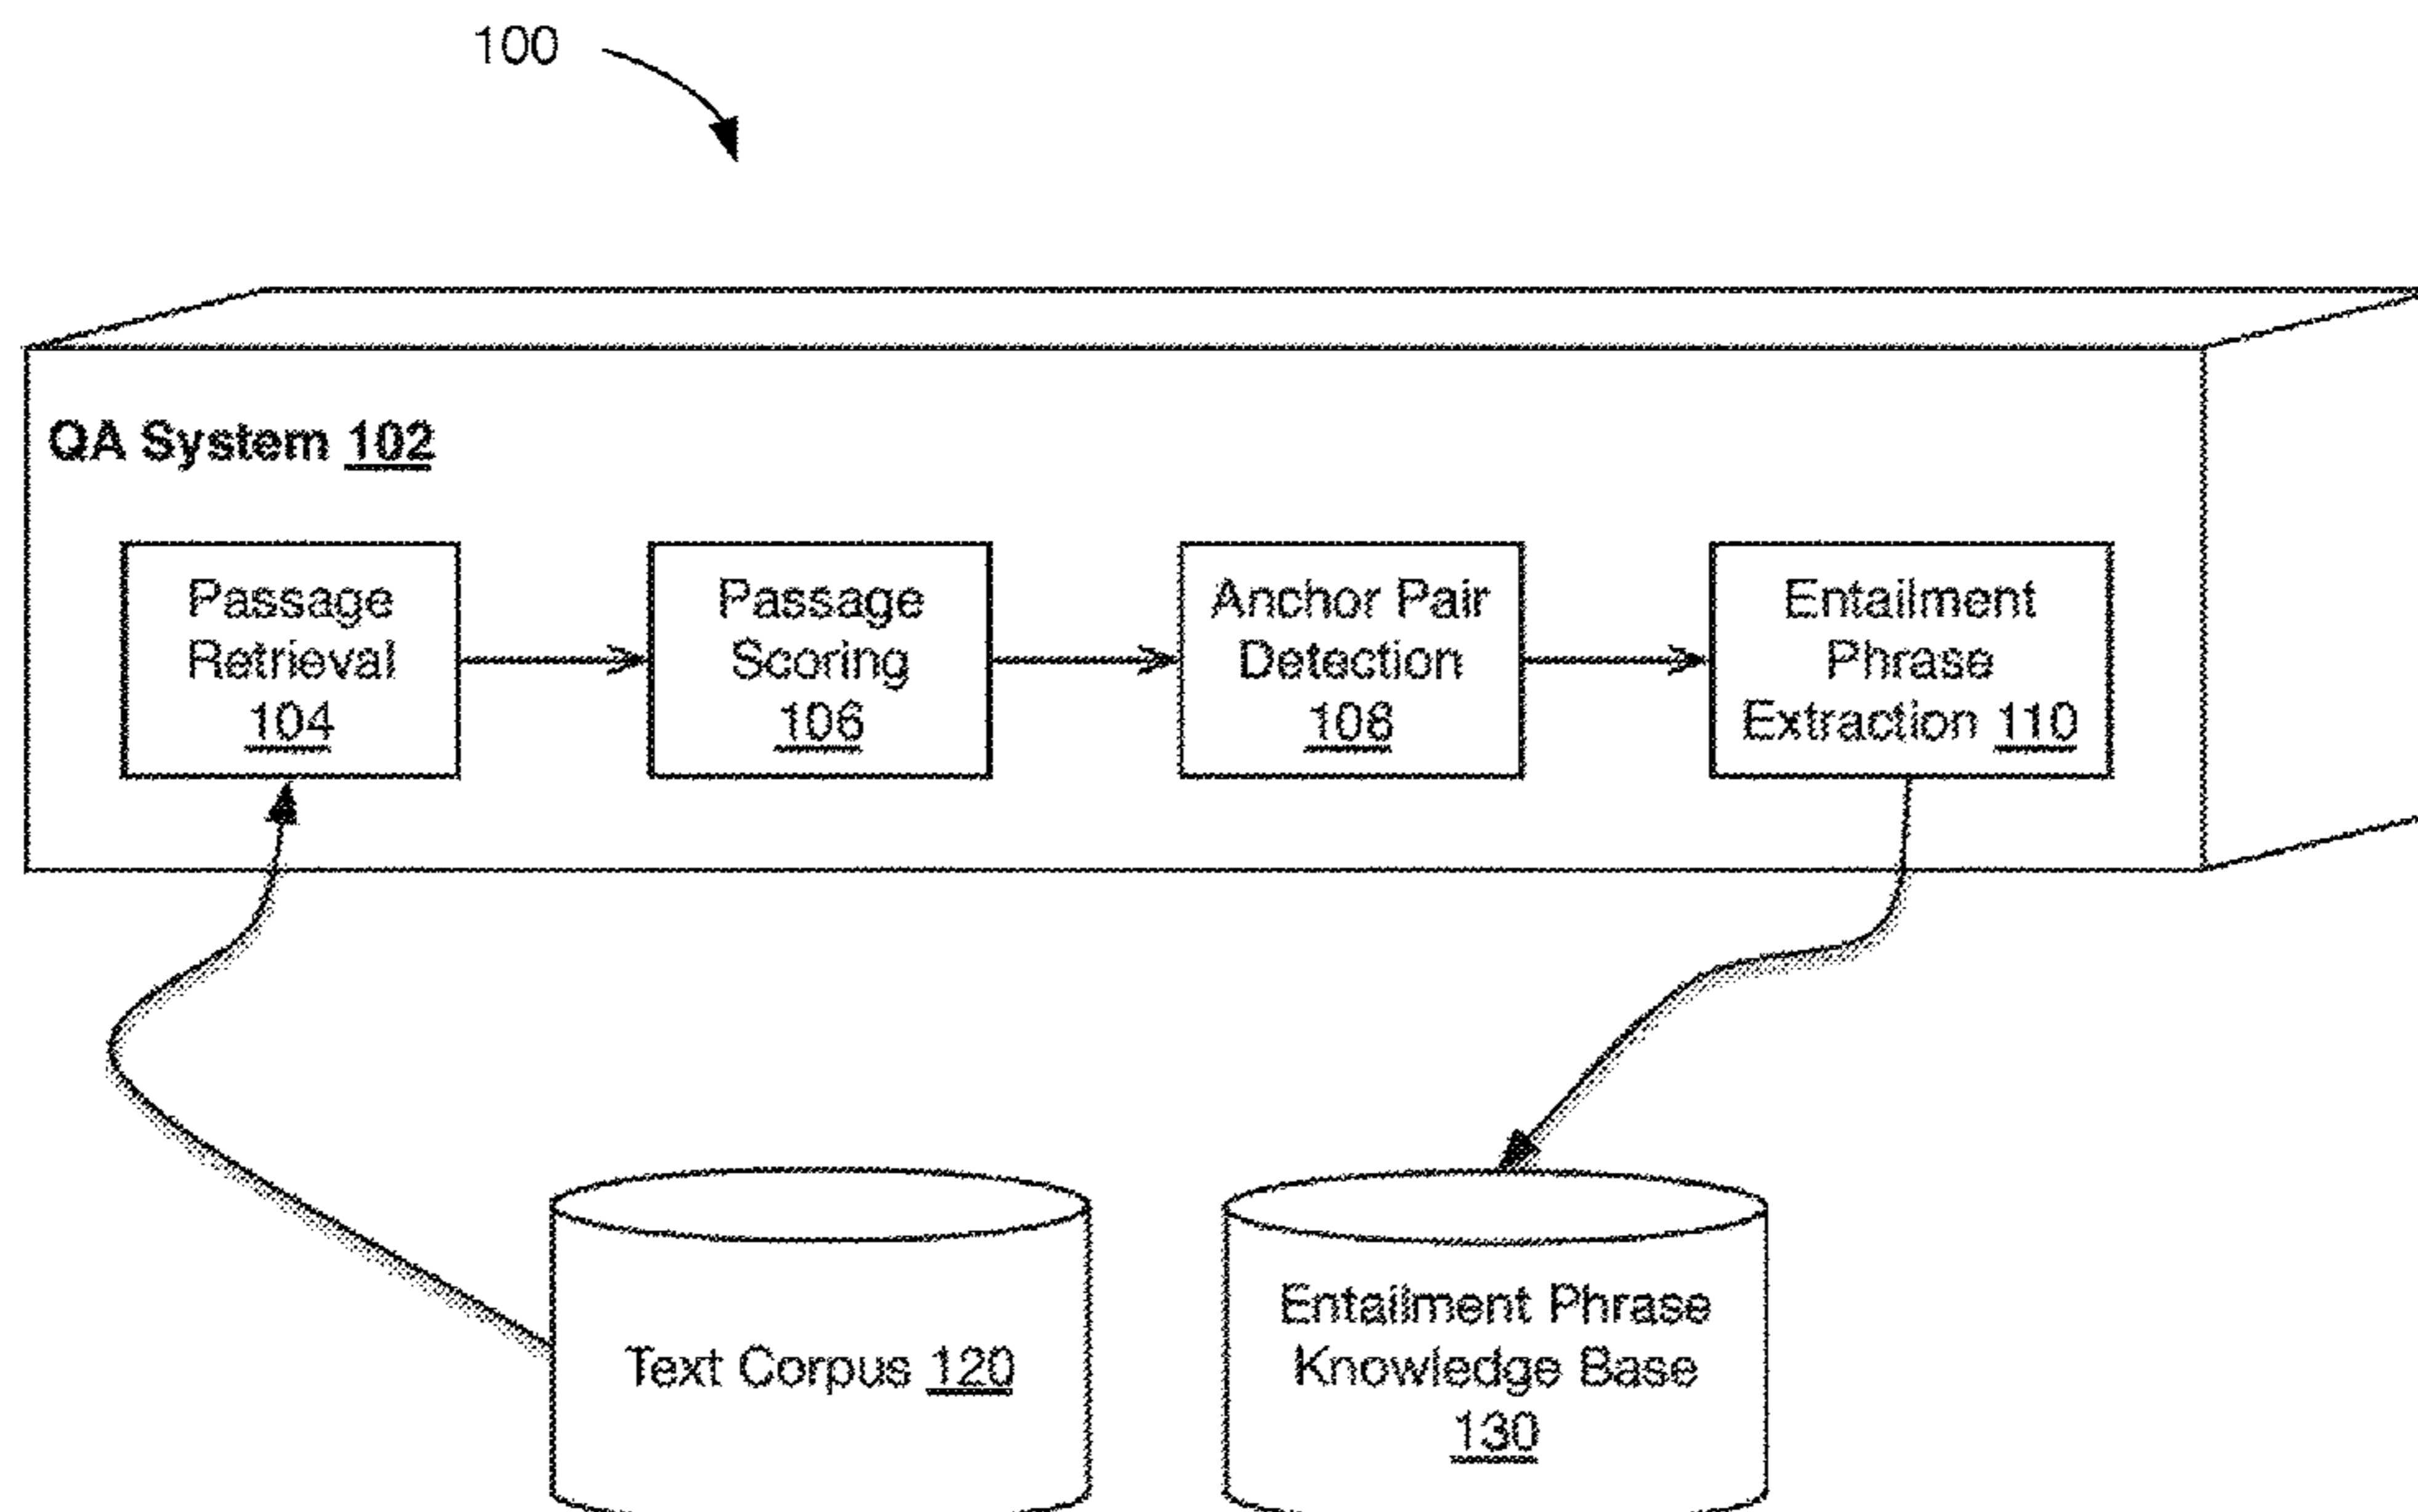 100
QA System 102
Passage
Retrieval
104
Passage
Scoring
106
Anchor Pair
Detection
108
Entailment
Phrase
Extraction 110
Text Corpus 120
Entailment Phrase
Knowledge Base
130